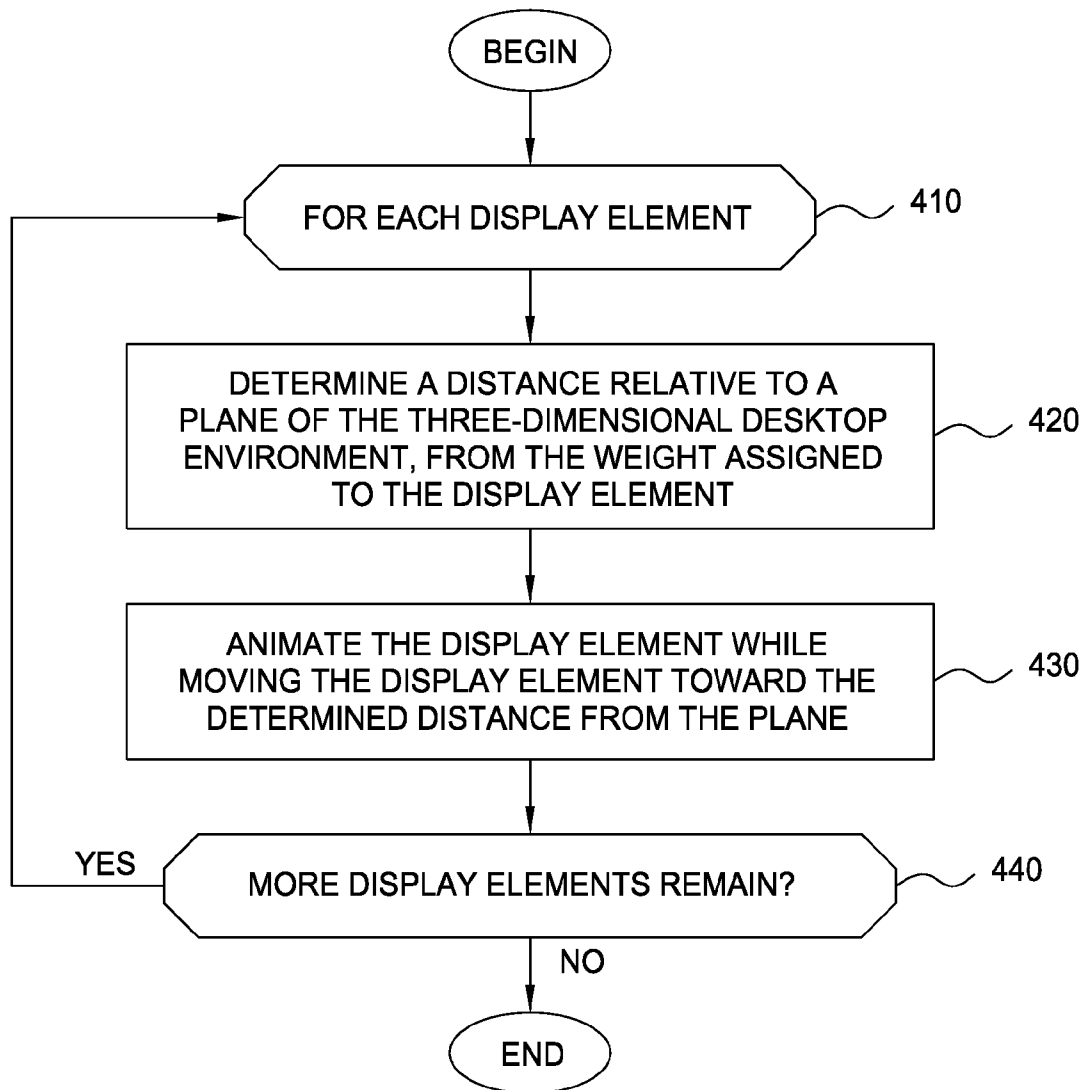 BEGIN
FOR EACH DISPLAY ELEMENT
410
DETERMINE A DISTANCE RELATIVE TO A
PLANE OF THE THREE-DIMENSIONAL DESKTOP
ENVIRONMENT, FROM THE WEIGHT ASSIGNED
TO THE DISPLAY ELEMENT
420
ANIMATE THE DISPLAY ELEMENT WHILE
MOVING THE DISPLAY ELEMENT TOWARD THE
DETERMINED DISTANCE FROM THE PLANE
430
YES
MORE DISPLAY ELEMENTS REMAIN?
440
NO
END